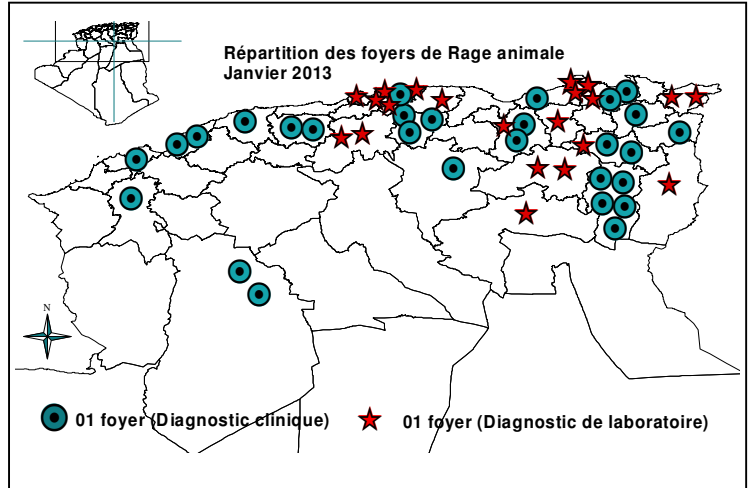 Répartition des foyers de Rage animale
Janvier 2013
N
01 foyer (Diagnostic clinique)
01 foyer (Diagnostic de laboratoire)